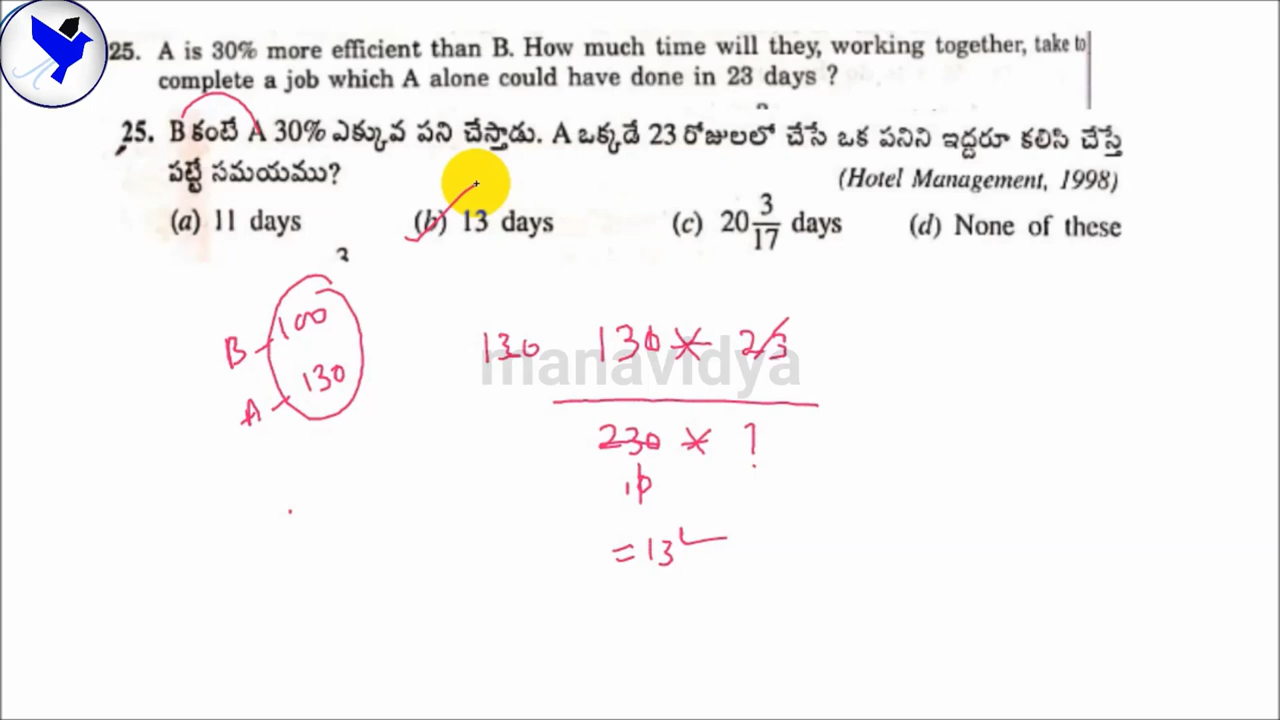 25. A is 30% more efficient than B. How much time will they, working together, take to
complete a job which A alone could have done in 23 days ?
25. B కంటే A 30% ఎక్కువ పని చేస్తాడు. A ఒక్కడే 23 రోజులలో చేసే ఒక పనిని ఇద్దరూ కలిసి చేస్తే
పట్టే సమయము?
(Hotel Management, 1998)
(a) 11 days (b) 13 days (c) 20 3/17 days (d) None of these
B - 100
A - 130
130 130 * 23
manavidya
230 * ?
10
= 13